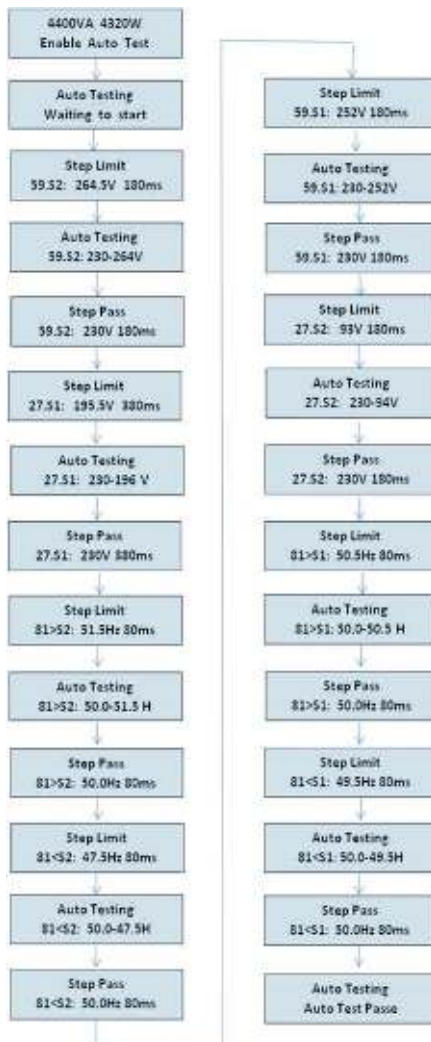 4400VA 4320W
Enable Auto Test
Auto Testing
Waiting to start
Step Limit
59.S2: 264.5V 180ms
Auto Testing
59.S2: 230-264V
Step Pass
59.S2: 230V 180ms
Step Limit
27.S1: 195.5V 380ms
Auto Testing
27.S1: 230-196 V
Step Pass
27.S1: 230V 380ms
Step Limit
81>S2: 51.5Hz 80ms
Auto Testing
81>S2: 50.0-51.5 H
Step Pass
81>S2: 50.0Hz 80ms
Step Limit
81<S2: 47.5Hz 80ms
Auto Testing
81<S2: 50.0-47.5H
Step Pass
81<S2: 50.0Hz 80ms
Step Limit
59.S1: 252V 180ms
Auto Testing
59.S1: 230-252V
Step Pass
59.S1: 230V 180ms
Step Limit
27.S2: 93V 180ms
Auto Testing
27.S2: 230-94V
Step Pass
27.S2: 230V 180ms
Step Limit
81>S1: 50.5Hz 80ms
Auto Testing
81>S1: 50.0-50.5 H
Step Pass
81>S1: 50.0Hz 80ms
Step Limit
81<S1: 49.5Hz 80ms
Auto Testing
81<S1: 50.0-49.5H
Step Pass
81<S1: 50.0Hz 80ms
Auto Testing
Auto Test Passe